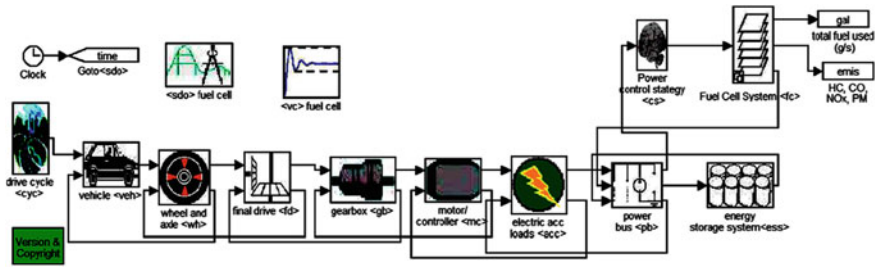 time
Clock
Goto<sdo>
<sdo> fuel cell
<vc> fuel cell
Power
control stategy
<cs>
Fuel Cell System <fc>
gal
total fuel used
(g/s)
emis
HC, CO,
NOx, PM
drive cycle
<cyc>
vehicle <veh>
wheel and
axle <wh>
final drive <fd>
gearbox <gb>
motor/
controller <mc>
electric acc
loads <acc>
power
bus <pb>
energy
storage system<ess>
Version &
Copyright